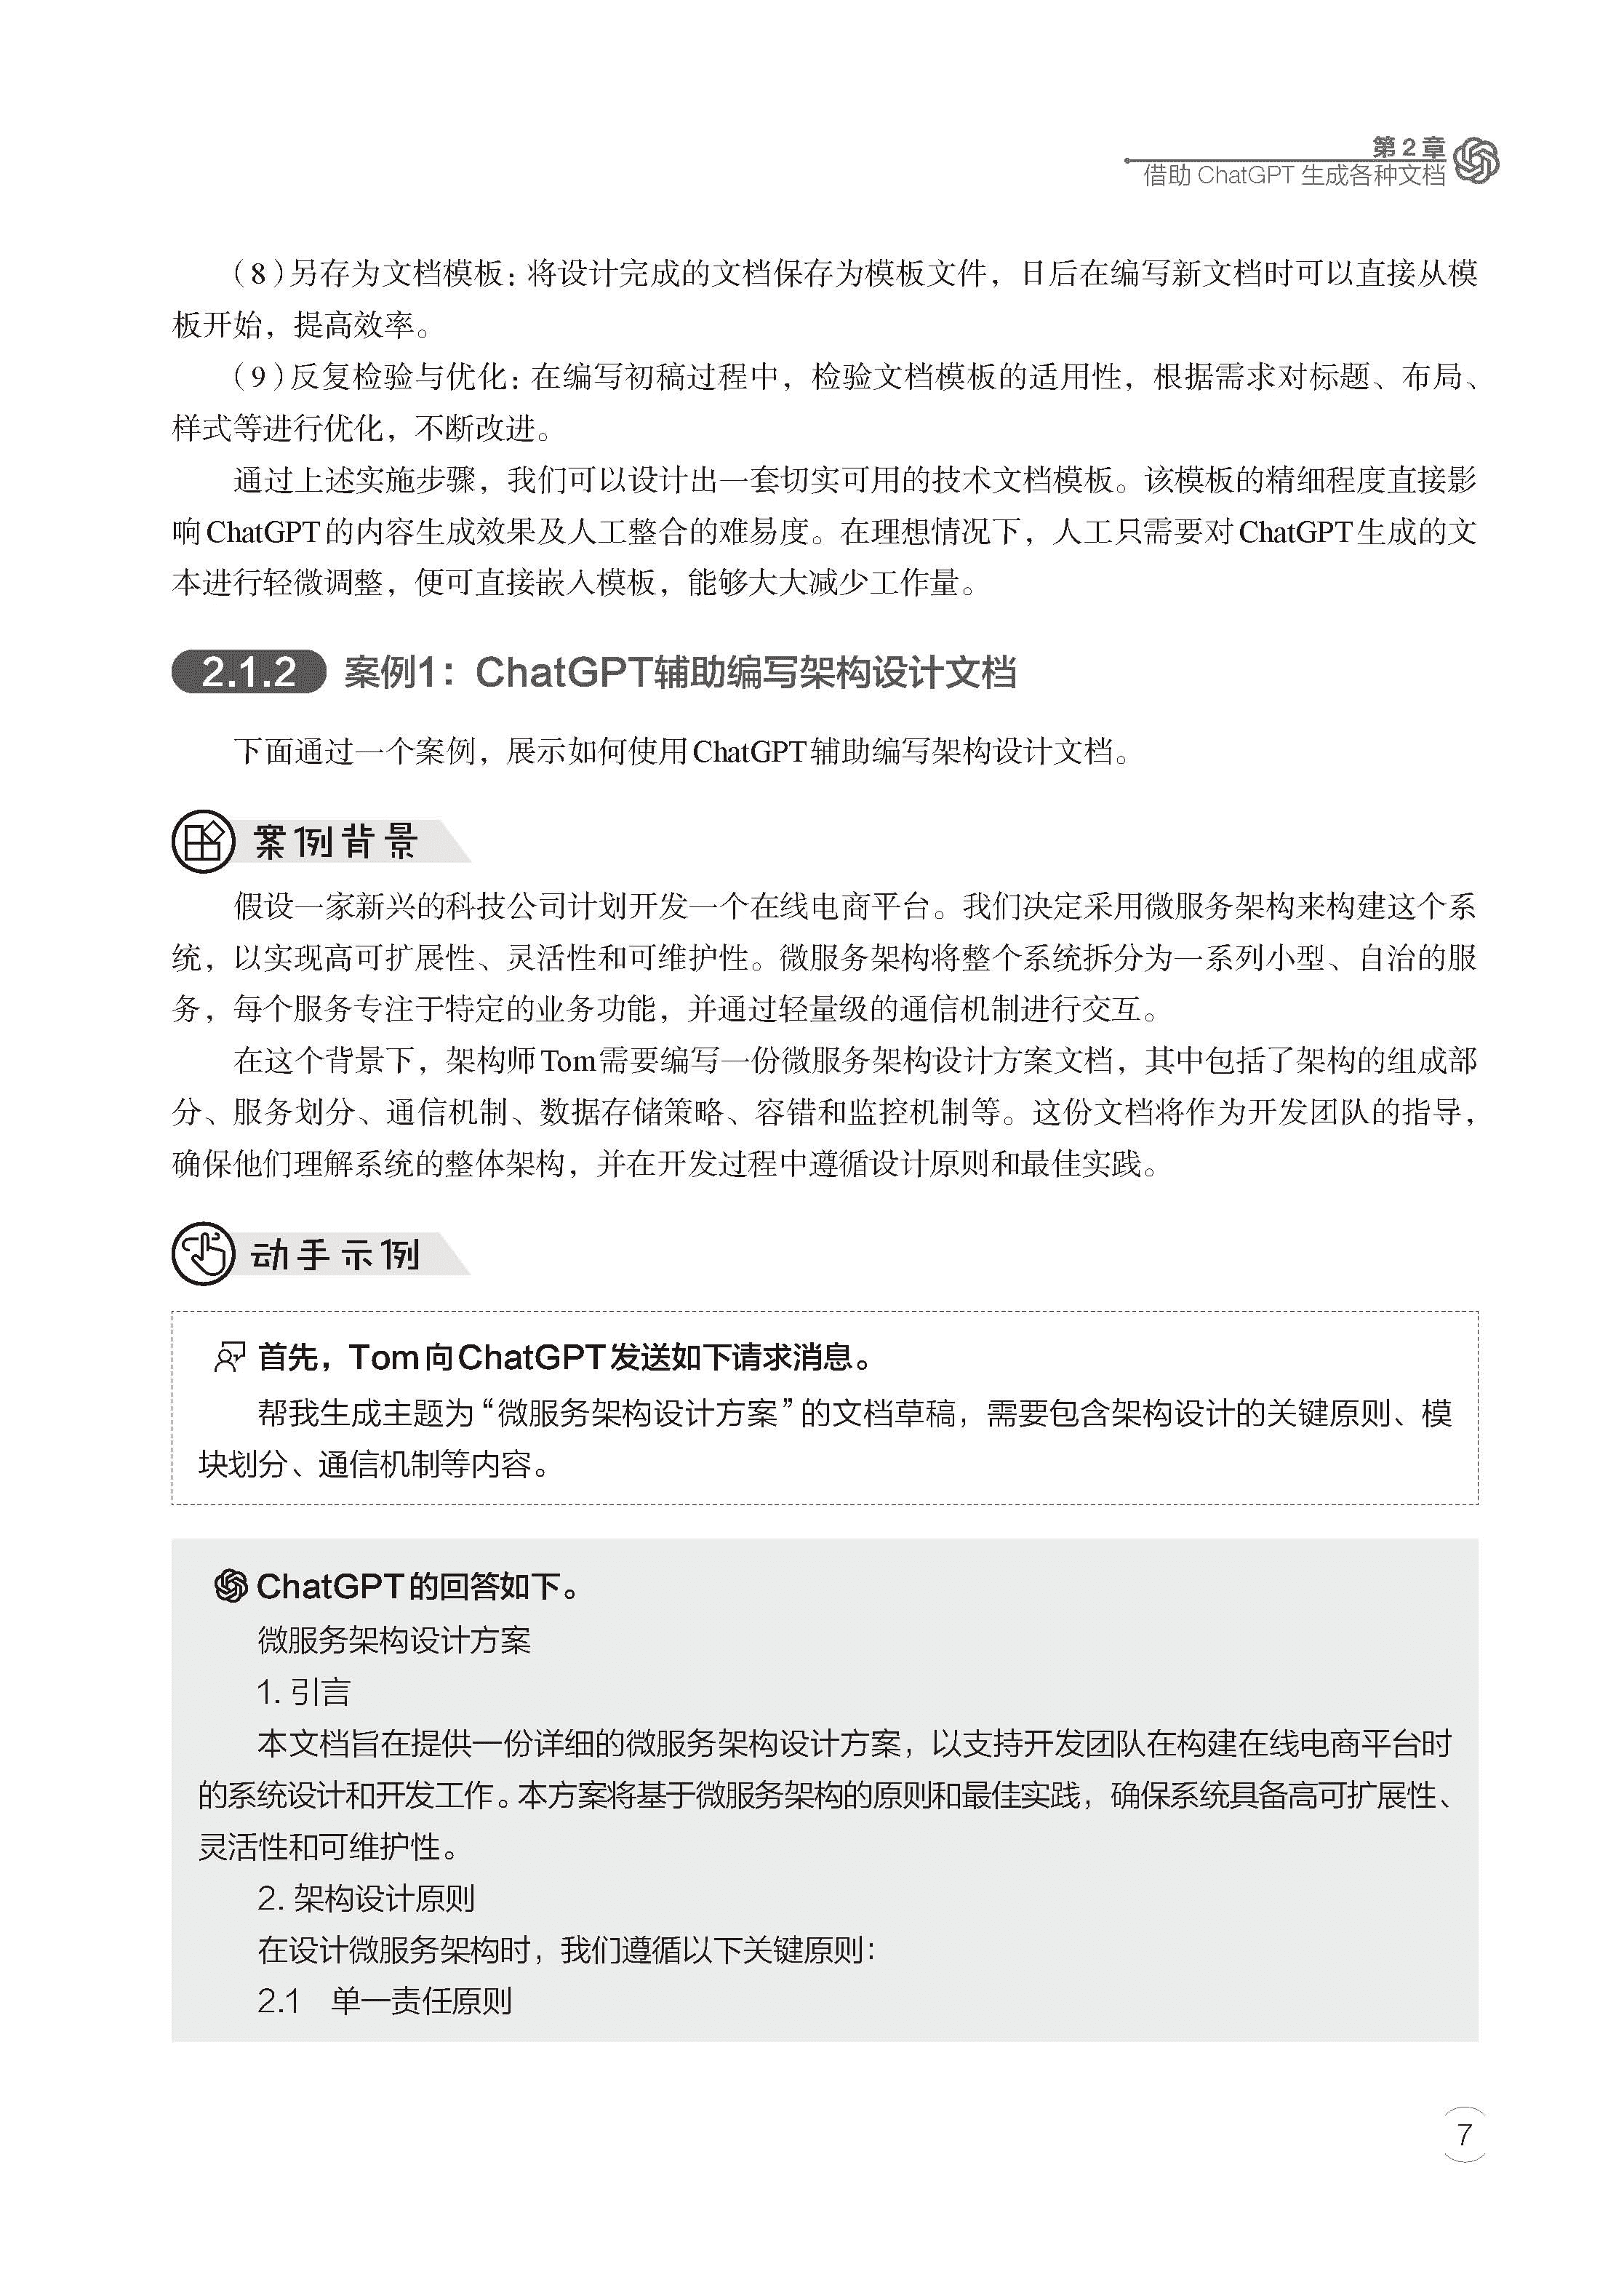 第2章
借助 ChatGPT 生成各种文档
（8）另存为文档模板：将设计完成的文档保存为模板文件，日后在编写新文档时可以直接从模
板开始，提高效率。
（9）反复检验与优化：在编写初稿过程中，检验文档模板的适用性，根据需求对标题、布局、
样式等进行优化，不断改进。
通过上述实施步骤，我们可以设计出一套切实可用的技术文档模板。该模板的精细程度直接影
响ChatGPT的内容生成效果及人工整合的难易度。在理想情况下，人工只需要对ChatGPT生成的文
本进行轻微调整，便可直接嵌入模板，能够大大减少工作量。
2.1.2 案例1：ChatGPT辅助编写架构设计文档
下面通过一个案例，展示如何使用ChatGPT辅助编写架构设计文档。
案例背景
假设一家新兴的科技公司计划开发一个在线电商平台。我们决定采用微服务架构来构建这个系
统，以实现高可扩展性、灵活性和可维护性。微服务架构将整个系统拆分为一系列小型、自治的服
务，每个服务专注于特定的业务功能，并通过轻量级的通信机制进行交互。
在这个背景下，架构师Tom需要编写一份微服务架构设计方案文档，其中包括了架构的组成部
分、服务划分、通信机制、数据存储策略、容错和监控机制等。这份文档将作为开发团队的指导，
确保他们理解系统的整体架构，并在开发过程中遵循设计原则和最佳实践。
动手示例
首先，Tom向ChatGPT发送如下请求消息。
帮我生成主题为“微服务架构设计方案”的文档草稿，需要包含架构设计的关键原则、模
块划分、通信机制等内容。
ChatGPT的回答如下。
微服务架构设计方案
1. 引言
本文档旨在提供一份详细的微服务架构设计方案，以支持开发团队在构建在线电商平台时
的系统设计和开发工作。本方案将基于微服务架构的原则和最佳实践，确保系统具备高可扩展性、
灵活性和可维护性。
2. 架构设计原则
在设计微服务架构时，我们遵循以下关键原则：
2.1 单一责任原则
7